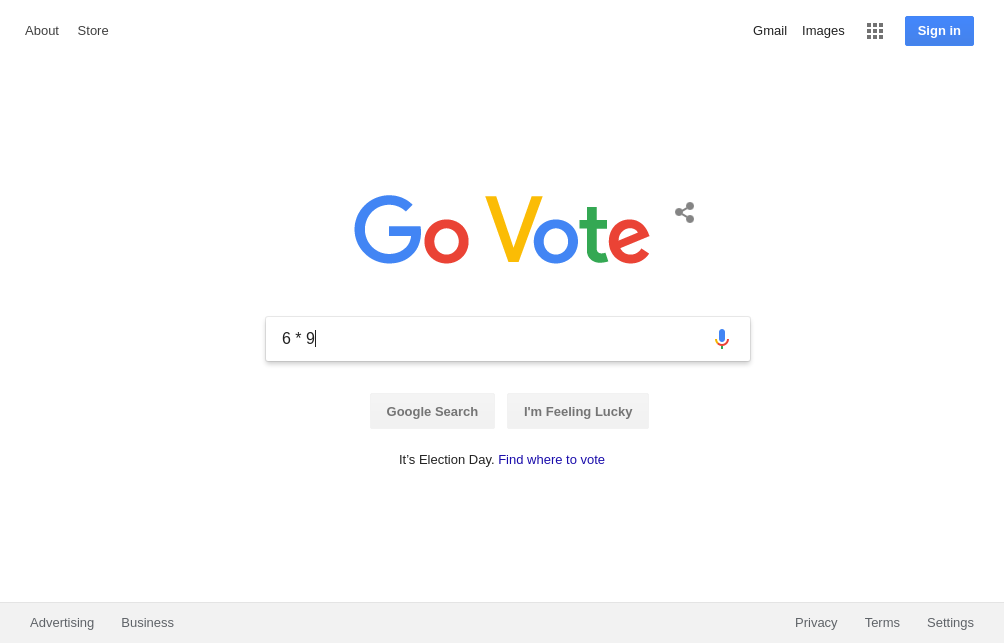 About Store Gmail Images Sign in
Go Vote
6 * 9
Google Search I'm Feeling Lucky
It’s Election Day. Find where to vote
Advertising Business Privacy Terms Settings